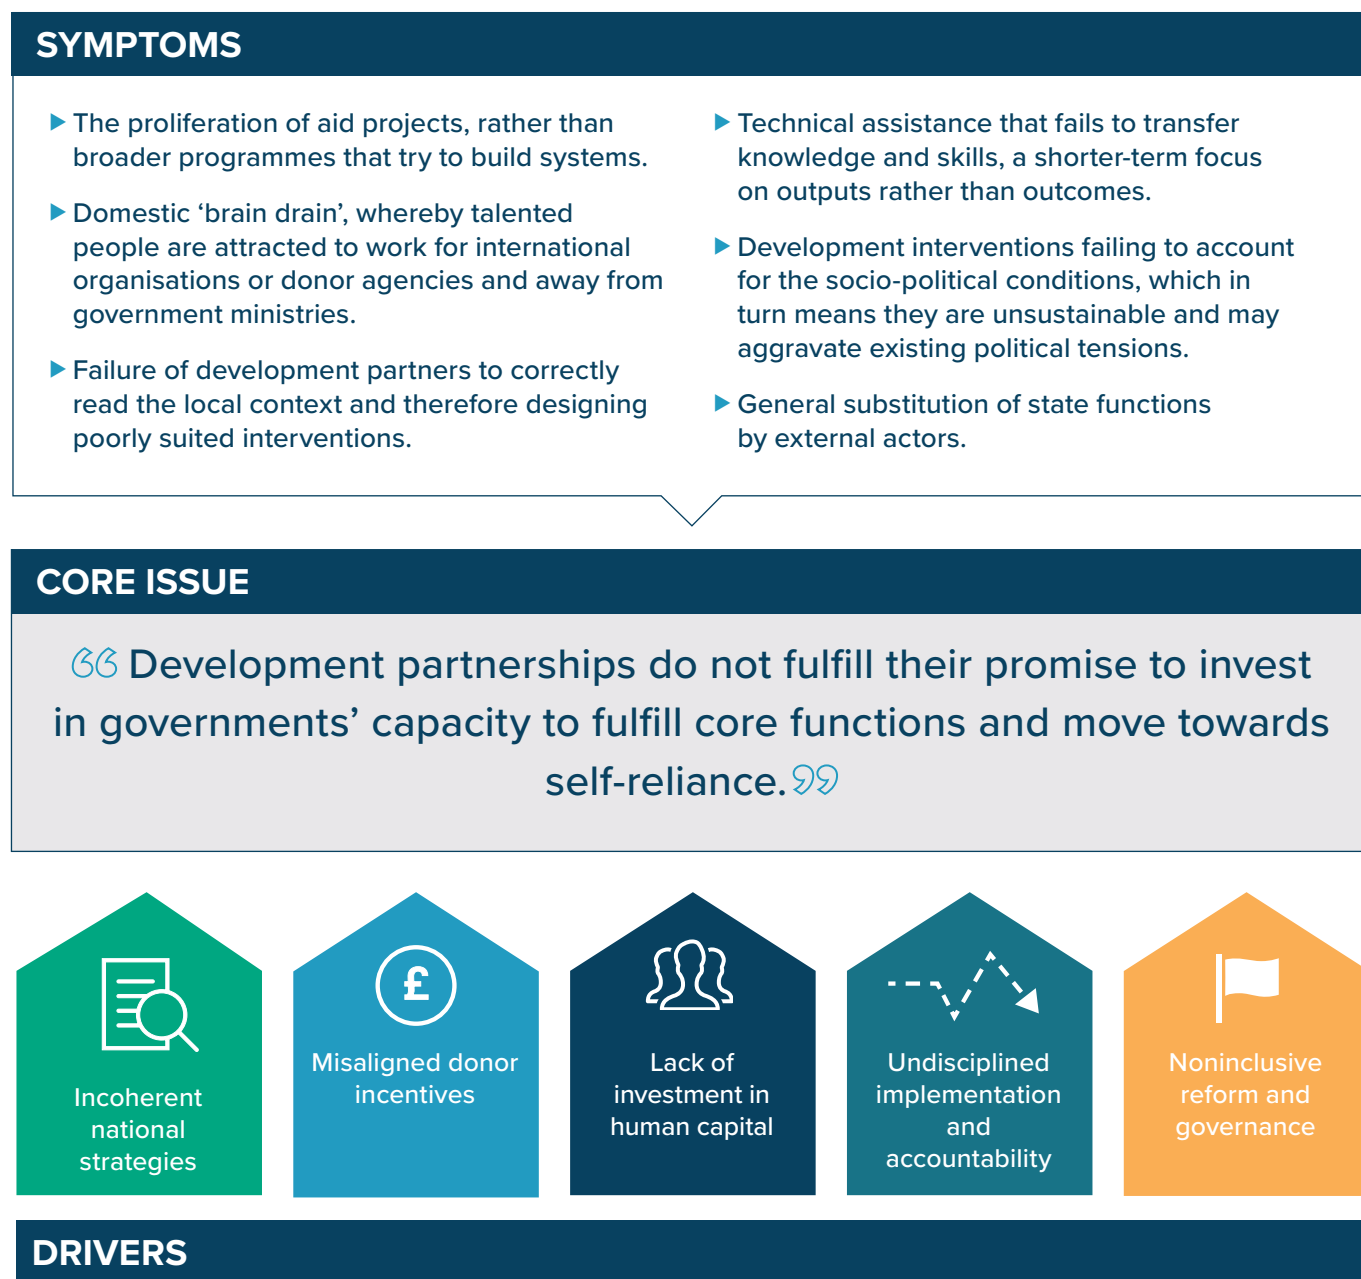 SYMPTOMS
The proliferation of aid projects, rather than
broader programmes that try to build systems.
Domestic ‘brain drain’, whereby talented
people are attracted to work for international
organisations or donor agencies and away from
government ministries.
Failure of development partners to correctly
read the local context and therefore designing
poorly suited interventions.
Technical assistance that fails to transfer
knowledge and skills, a shorter-term focus
on outputs rather than outcomes.
Development interventions failing to account
for the socio-political conditions, which in
turn means they are unsustainable and may
aggravate existing political tensions.
General substitution of state functions
by external actors.
CORE ISSUE
“Development partnerships do not fulfill their promise to invest
in governments’ capacity to fulfill core functions and move towards
self-reliance.”
Incoherent
national
strategies
£
Misaligned donor
incentives
Lack of
investment in
human capital
Undisciplined
implementation
and
accountability
Noninclusive
reform and
governance
DRIVERS